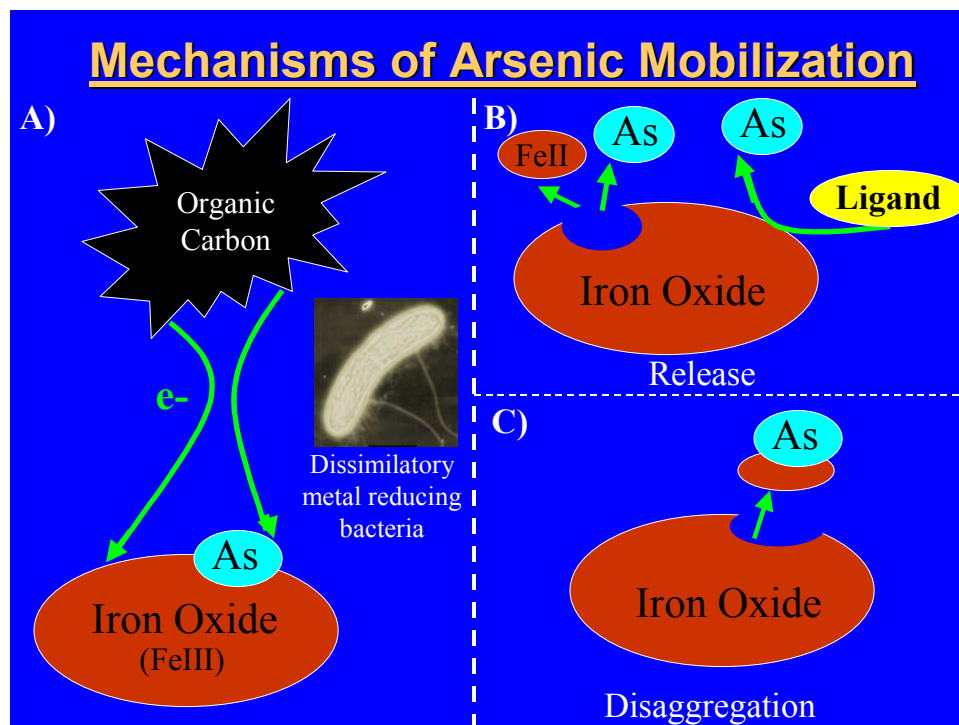 Mechanisms of Arsenic Mobilization
A)
Organic
Carbon
e-
Dissimilatory
metal reducing
bacteria
As
Iron Oxide
(FeIII)
B)
FeII
As
As
Ligand
Iron Oxide
Release
C)
As
Iron Oxide
Disaggregation